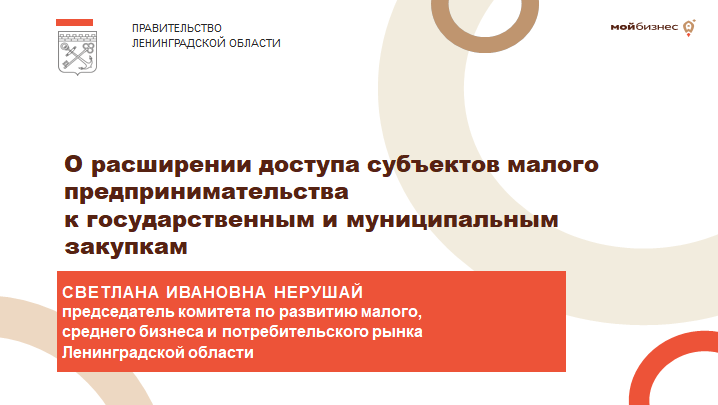 ПРАВИТЕЛЬСТВО
ЛЕНИНГРАДСКОЙ ОБЛАСТИ
мойбизнес
О расширении доступа субъектов малого
предпринимательства
к государственным и муниципальным
закупкам
СВЕТЛАНА ИВАНОВНА НЕРУШАЙ
председатель комитета по развитию малого,
среднего бизнеса и потребительского рынка
Ленинградской области